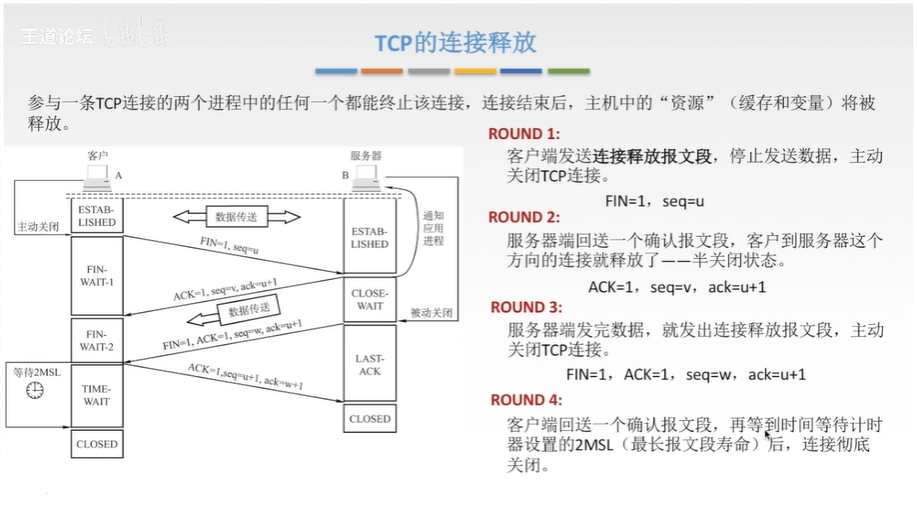 王道论坛
TCP的连接释放
参与一条TCP连接的两个进程中的任何一个都能终止该连接，连接结束后，主机中的“资源”（缓存和变量）将被
释放。
客户
A
服务器
B
ESTAB-
LISHED
数据传送
主动关闭
FIN=1, seq=u
ESTAB-
LISHED
通知
应用
进程
FIN-
WAIT-1
ACK=1, seq=v, ack=u+1
CLOSE-
WAIT
数据传送
被动关闭
FIN-
WAIT-2
FIN=1, ACK=1, seq=w, ack=u+1
LAST-
ACK
等待2MSL
TIME-
WAIT
ACK=1,seq=u+1, ack=w+1
CLOSED
CLOSED
ROUND 1:
客户端发送连接释放报文段，停止发送数据，主动
关闭TCP连接。
FIN=1，seq=u
ROUND 2:
服务器端回送一个确认报文段，客户到服务器这个
方向的连接就释放了——半关闭状态。
ACK=1，seq=v，ack=u+1
ROUND 3:
服务器端发完数据，就发出连接释放报文段，主动
关闭TCP连接。
FIN=1，ACK=1，seq=w，ack=u+1
ROUND 4:
客户端回送一个确认报文段，再等到时间等待计时
器设置的2MSL（最长报文段寿命）后，连接彻底
关闭。